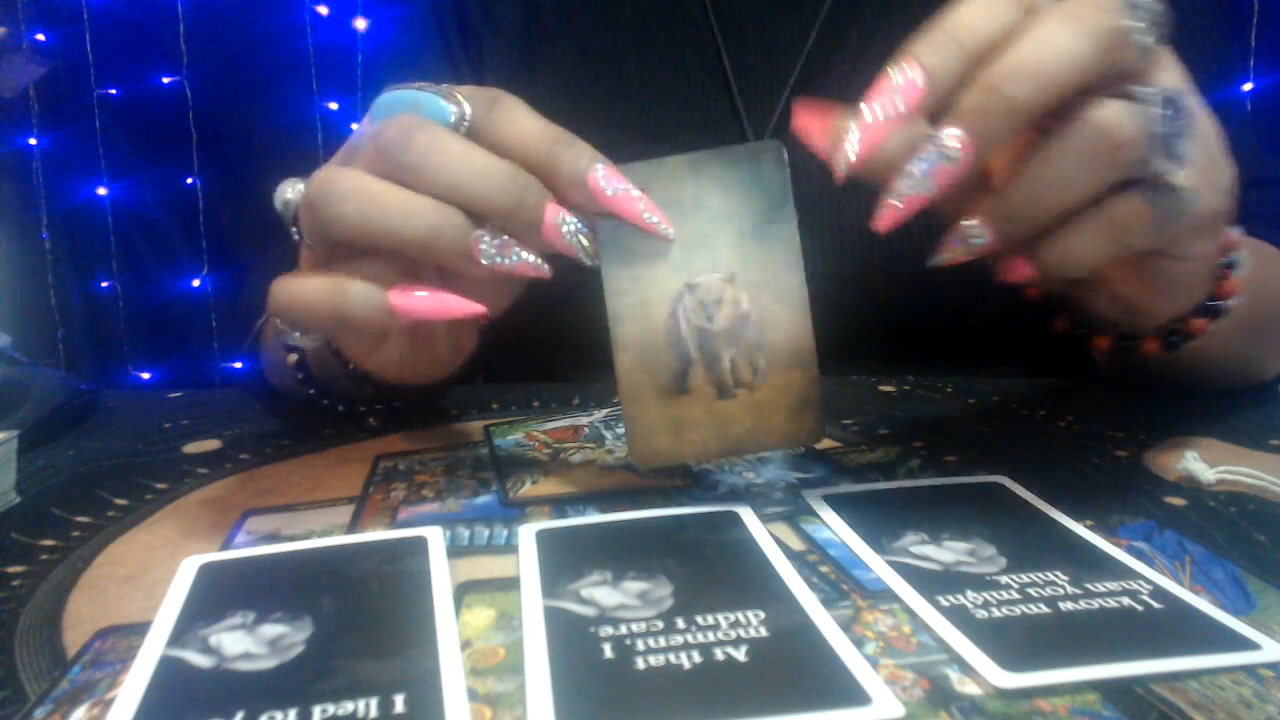 I lied to
At that
moment, I
didn't care.
I know more
than you might
think.